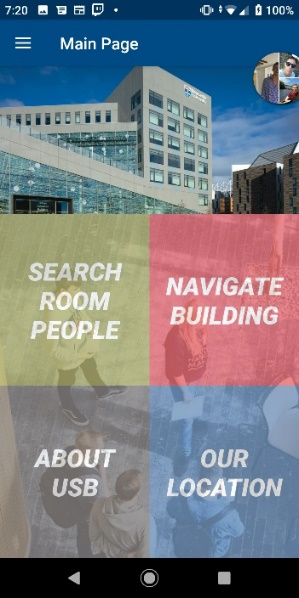 7:20
100%
Main Page
SEARCH
ROOM
PEOPLE
NAVIGATE
BUILDING
ABOUT
USB
OUR
LOCATION